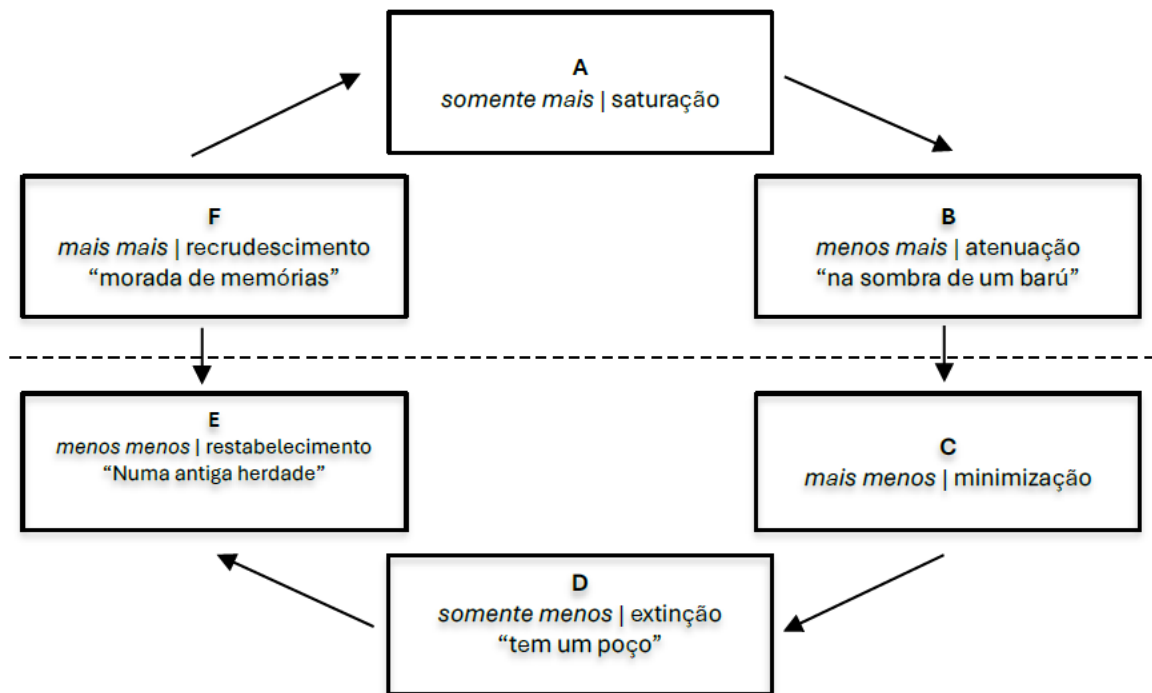 A
somente mais | saturação
F
mais mais | recrudescimento
“morada de memórias”
B
menos mais | atenuação
“na sombra de um barú”
E
menos menos | restabelecimento
“Numa antiga herdade”
C
mais menos | minimização
D
somente menos | extinção
“tem um poço”